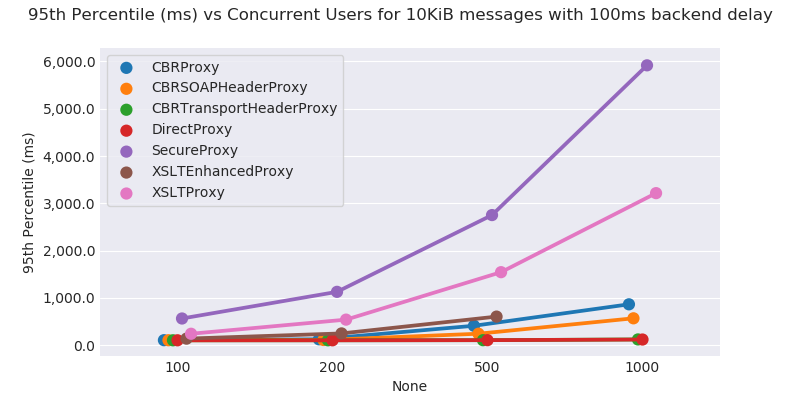 95th Percentile (ms) vs Concurrent Users for 10KiB messages with 100ms backend delay
6,000.0
5,000.0
4,000.0
3,000.0
2,000.0
1,000.0
0.0
95th Percentile (ms)
CBRProxy
CBRSOAPHeaderProxy
CBRTransportHeaderProxy
DirectProxy
SecureProxy
XSLTEnhancedProxy
XSLTProxy
100 200 500 1000
None